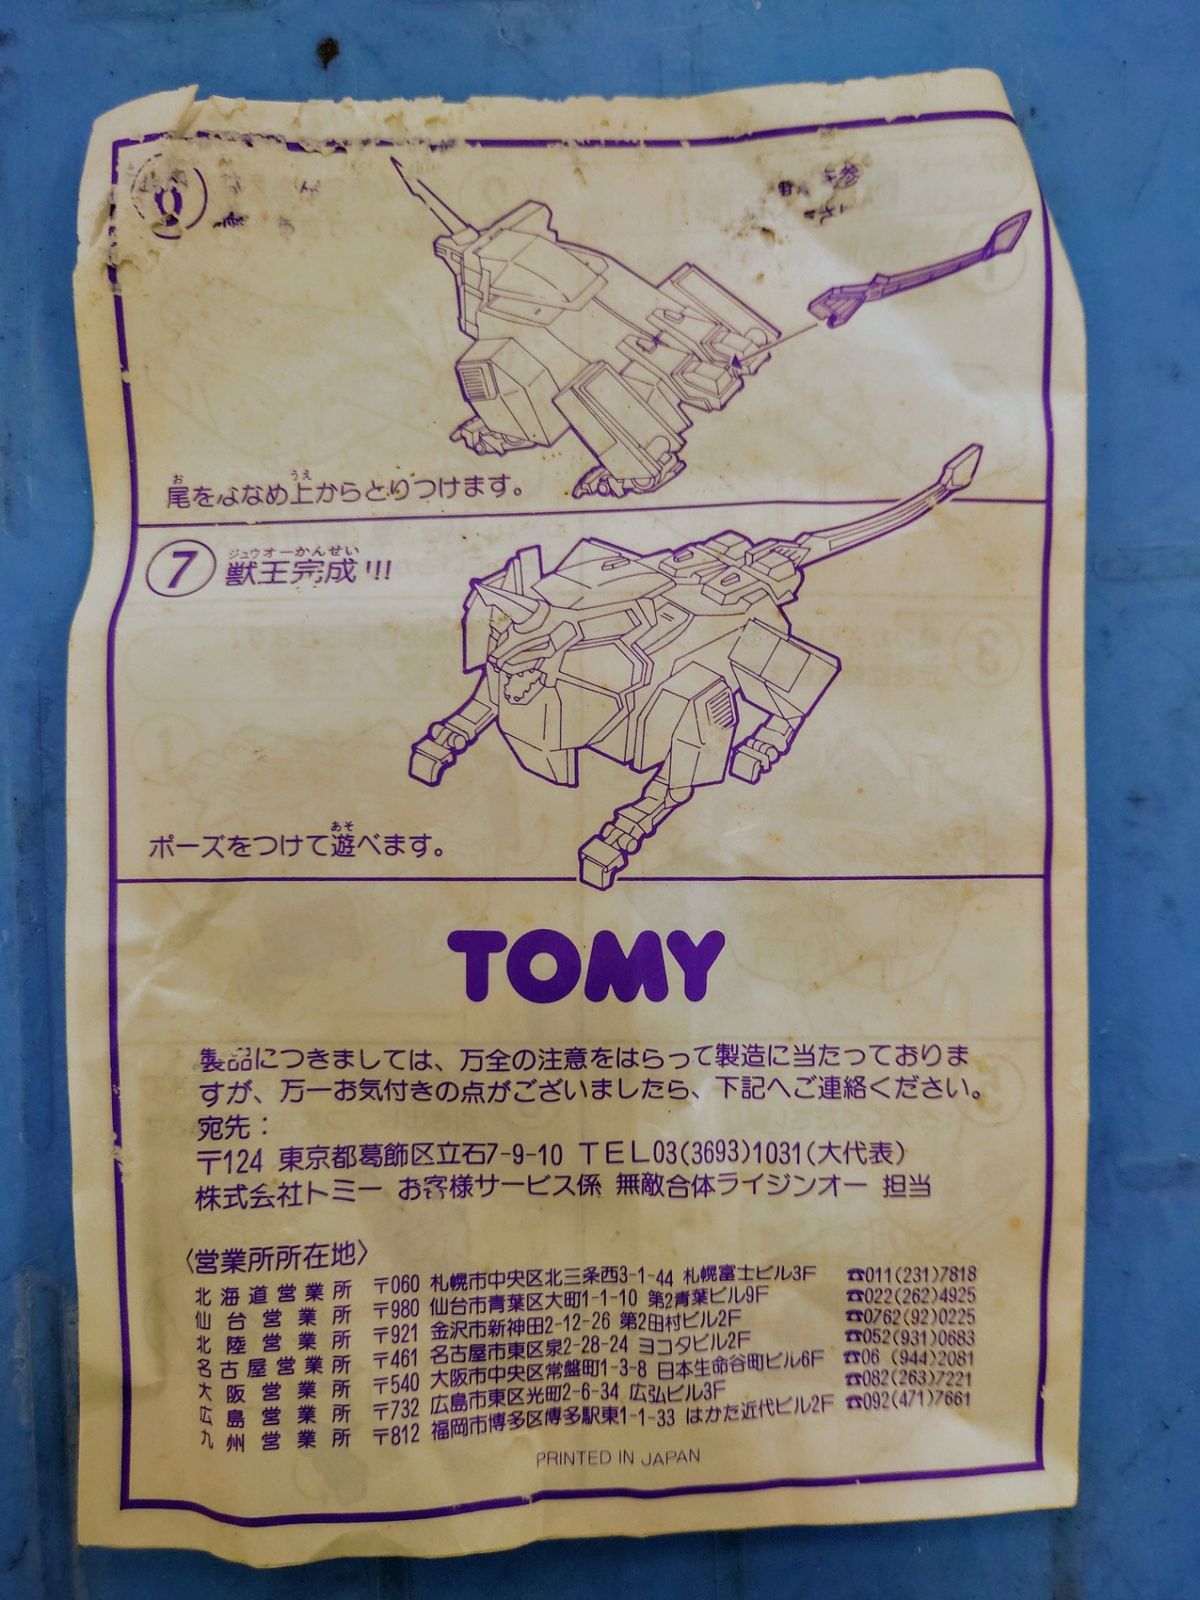 尾をななめ上からとりつけます。
⑦ 獣王完成!!!
ジュウオーかんせい
ポーズをつけて遊べます。
TOMY
製品につきましては、万全の注意をはらって製造に当たっておりま
すが、万一お気付きの点がございましたら、下記へご連絡ください。
宛先：
〒124 東京都葛飾区立石7-9-10 TEL03(3693)1031(大代表)
株式会社トミー お客様サービス係 無敵合体ライジンオー 担当
〈営業所所在地〉
北海道営業所 〒060 札幌市中央区北三条西3-1-44 札幌富士ビル3F ☎011(231)7818
仙台営業所 〒980 仙台市青葉区大町1-1-10 第2青葉ビル9F ☎022(262)4925
北陸営業所 〒921 金沢市新神田2-12-26 第2田村ビル2F ☎0762(92)0225
名古屋営業所 〒461 名古屋市東区泉2-28-24 ヨコタビル2F ☎052(931)0683
大阪営業所 〒540 大阪市中央区常盤町1-3-8 日本生命谷町ビル6F ☎06 (944)2081
広島営業所 〒732 広島市東区光町2-6-34 広弘ビル3F ☎082(263)7221
九州営業所 〒812 福岡市博多区博多駅東1-1-33 はかた近代ビル2F ☎092(471)7661
PRINTED IN JAPAN